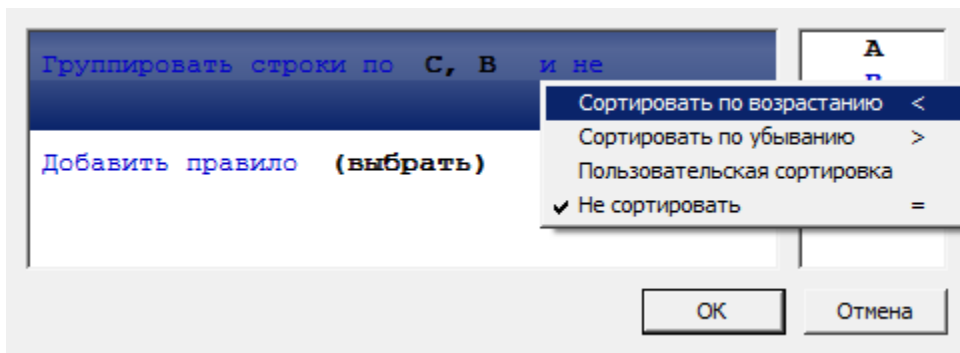 Группировать строки по C, B и не
A
Сортировать по возрастанию <
Сортировать по убыванию >
Пользовательская сортировка
Не сортировать =
Добавить правило (выбрать)
OK
Отмена